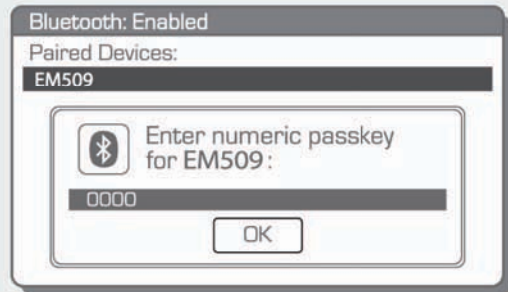 Bluetooth: Enabled
Paired Devices:
EM509
Enter numeric passkey
for EM509:
0000
OK